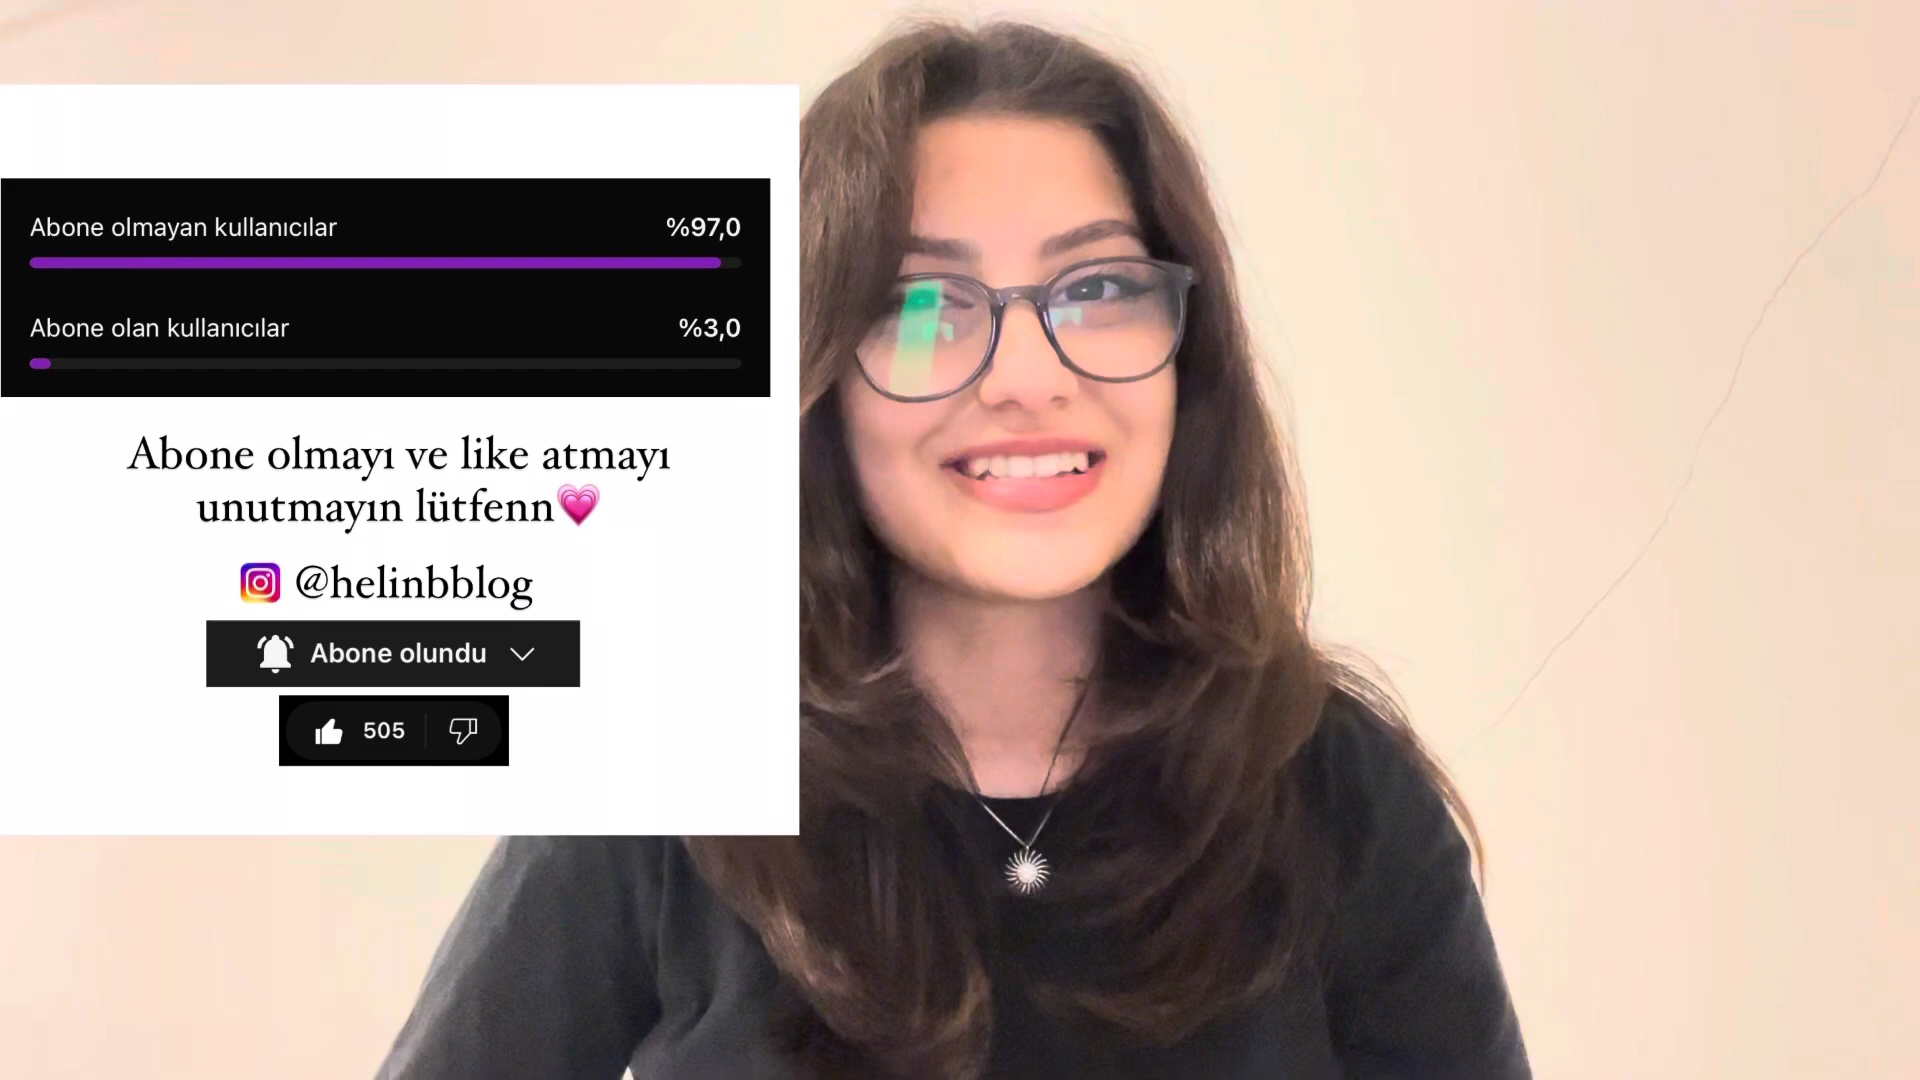 Abone olmayan kullanıcılar %97,0
Abone olan kullanıcılar %3,0
Abone olmayı ve like atmayı
unutmayın lütfenn💗
@helinbblog
Abone olundu
505